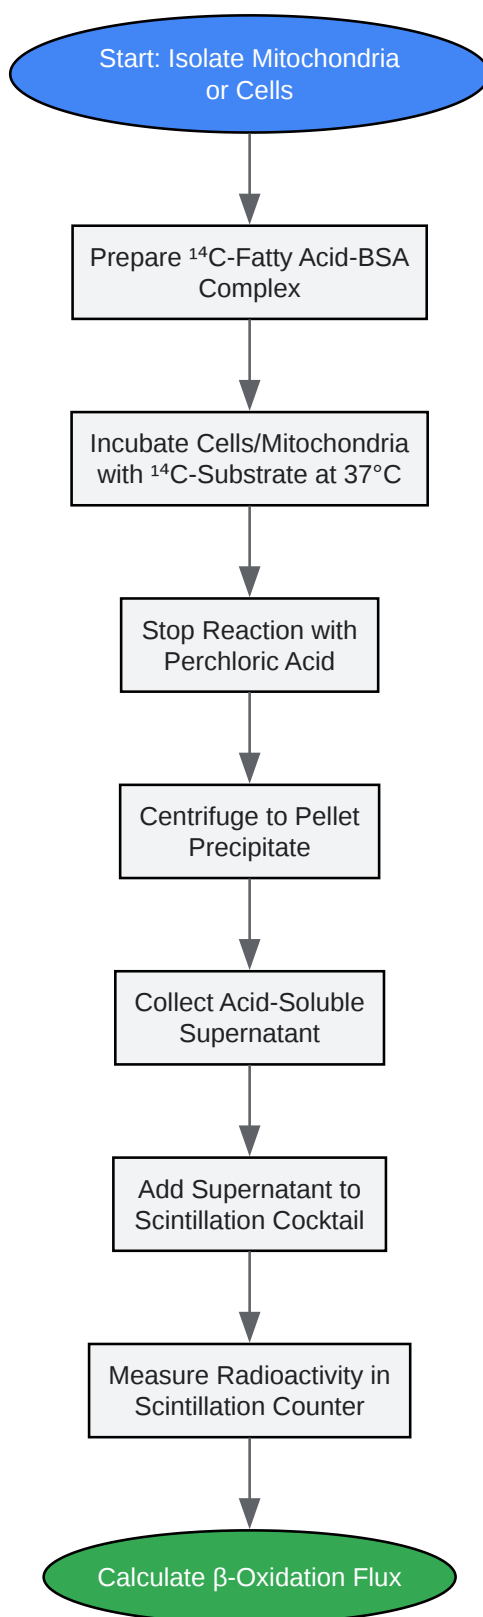 Start: Isolate Mitochondria
or Cells
Prepare ¹⁴C-Fatty Acid-BSA
Complex
Incubate Cells/Mitochondria
with ¹⁴C-Substrate at 37°C
Stop Reaction with
Perchloric Acid
Centrifuge to Pellet
Precipitate
Collect Acid-Soluble
Supernatant
Add Supernatant to
Scintillation Cocktail
Measure Radioactivity in
Scintillation Counter
Calculate β-Oxidation Flux